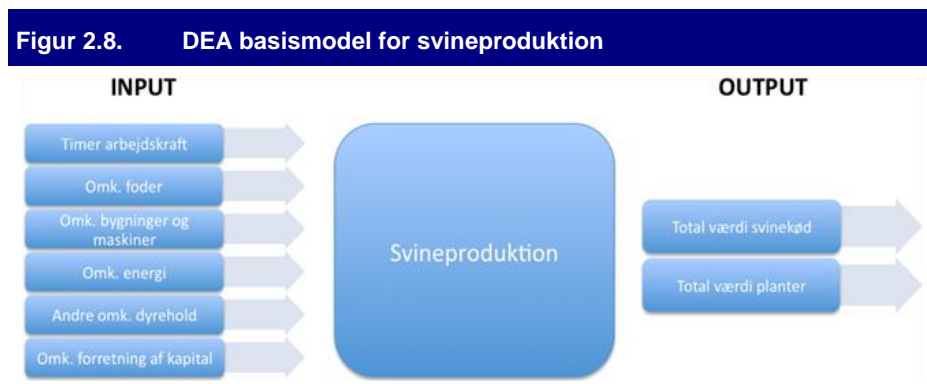 Figur 2.8. DEA basismodel for svineproduktion
INPUT
OUTPUT
Timer arbejdskraft
Omk. foder
Omk. bygninger og
maskiner
Omk. energi
Andre omk. dyrehold
Omk. forretning af kapital
Svineproduktion
Total værdi svinekød
Total værdi planter